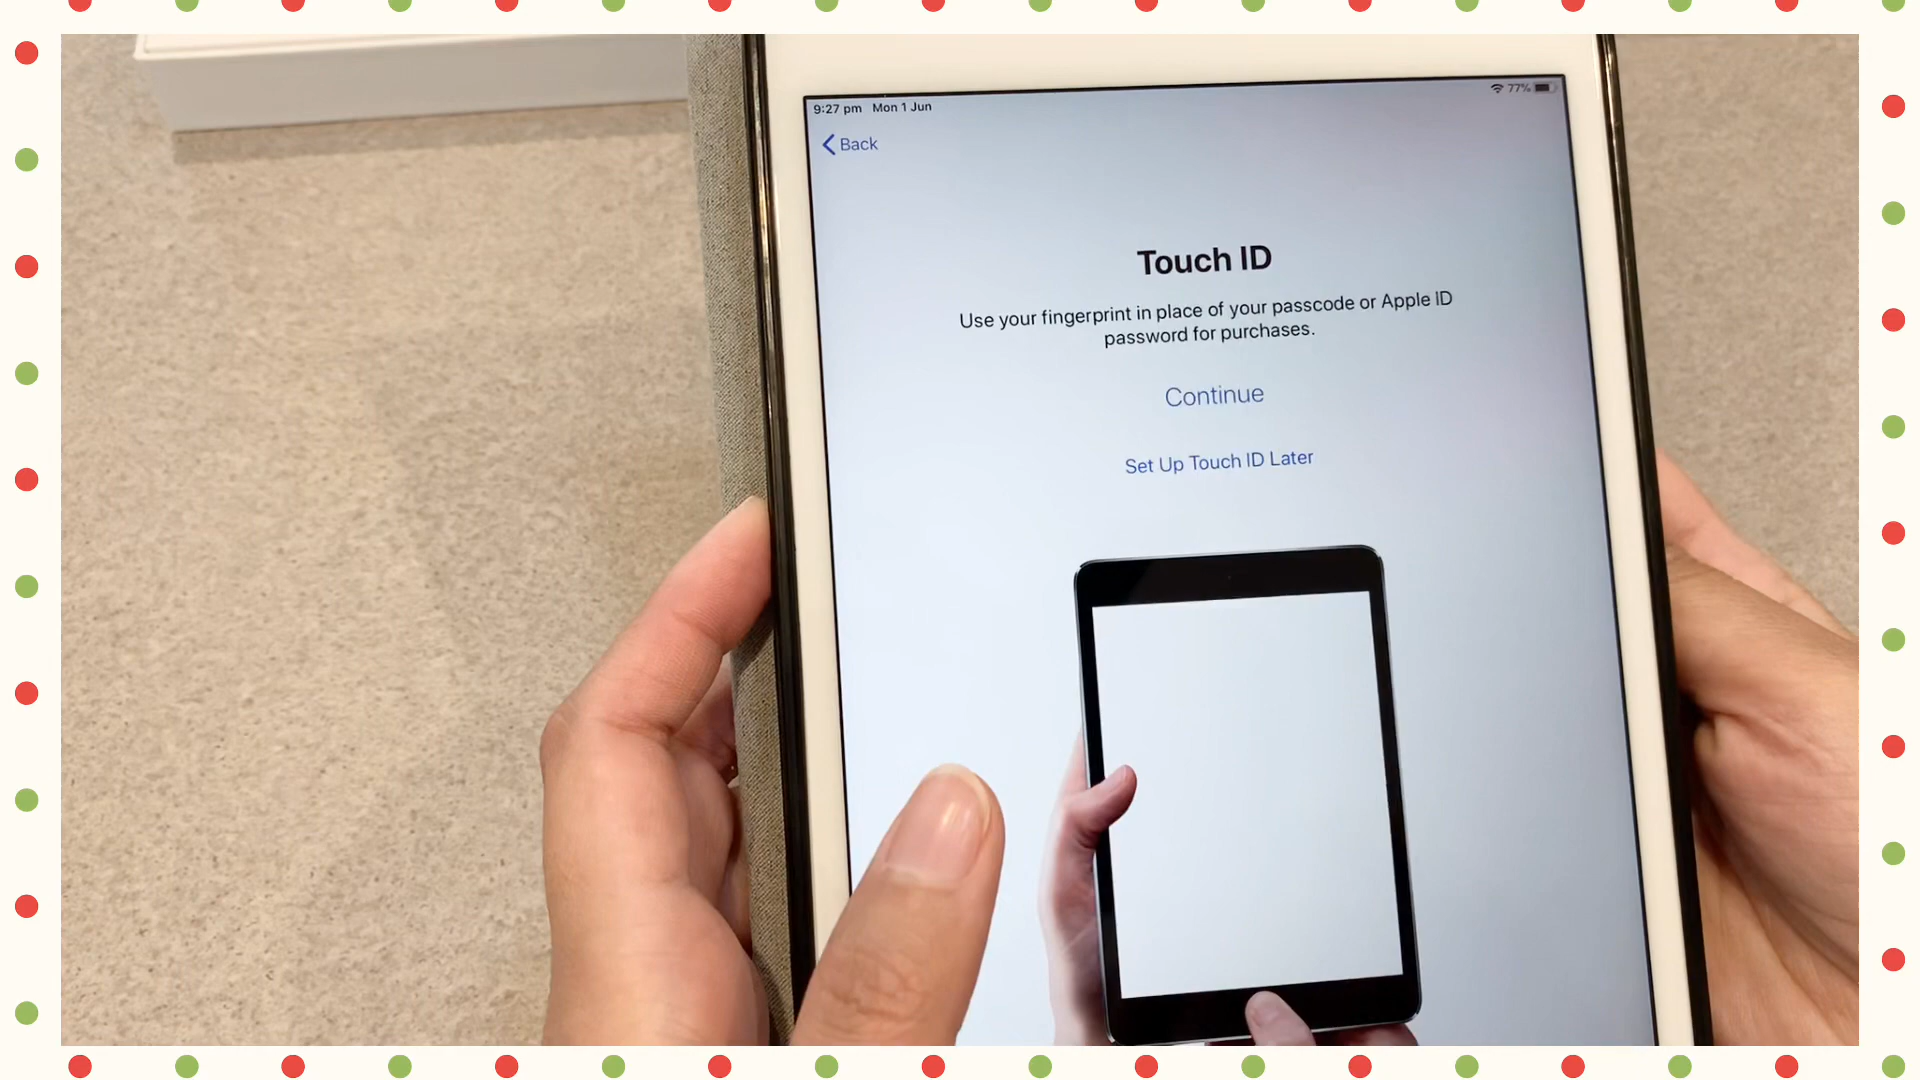 9:27 pm Mon 1 Jun
77%
Back
Touch ID
Use your fingerprint in place of your passcode or Apple ID
password for purchases.
Continue
Set Up Touch ID Later